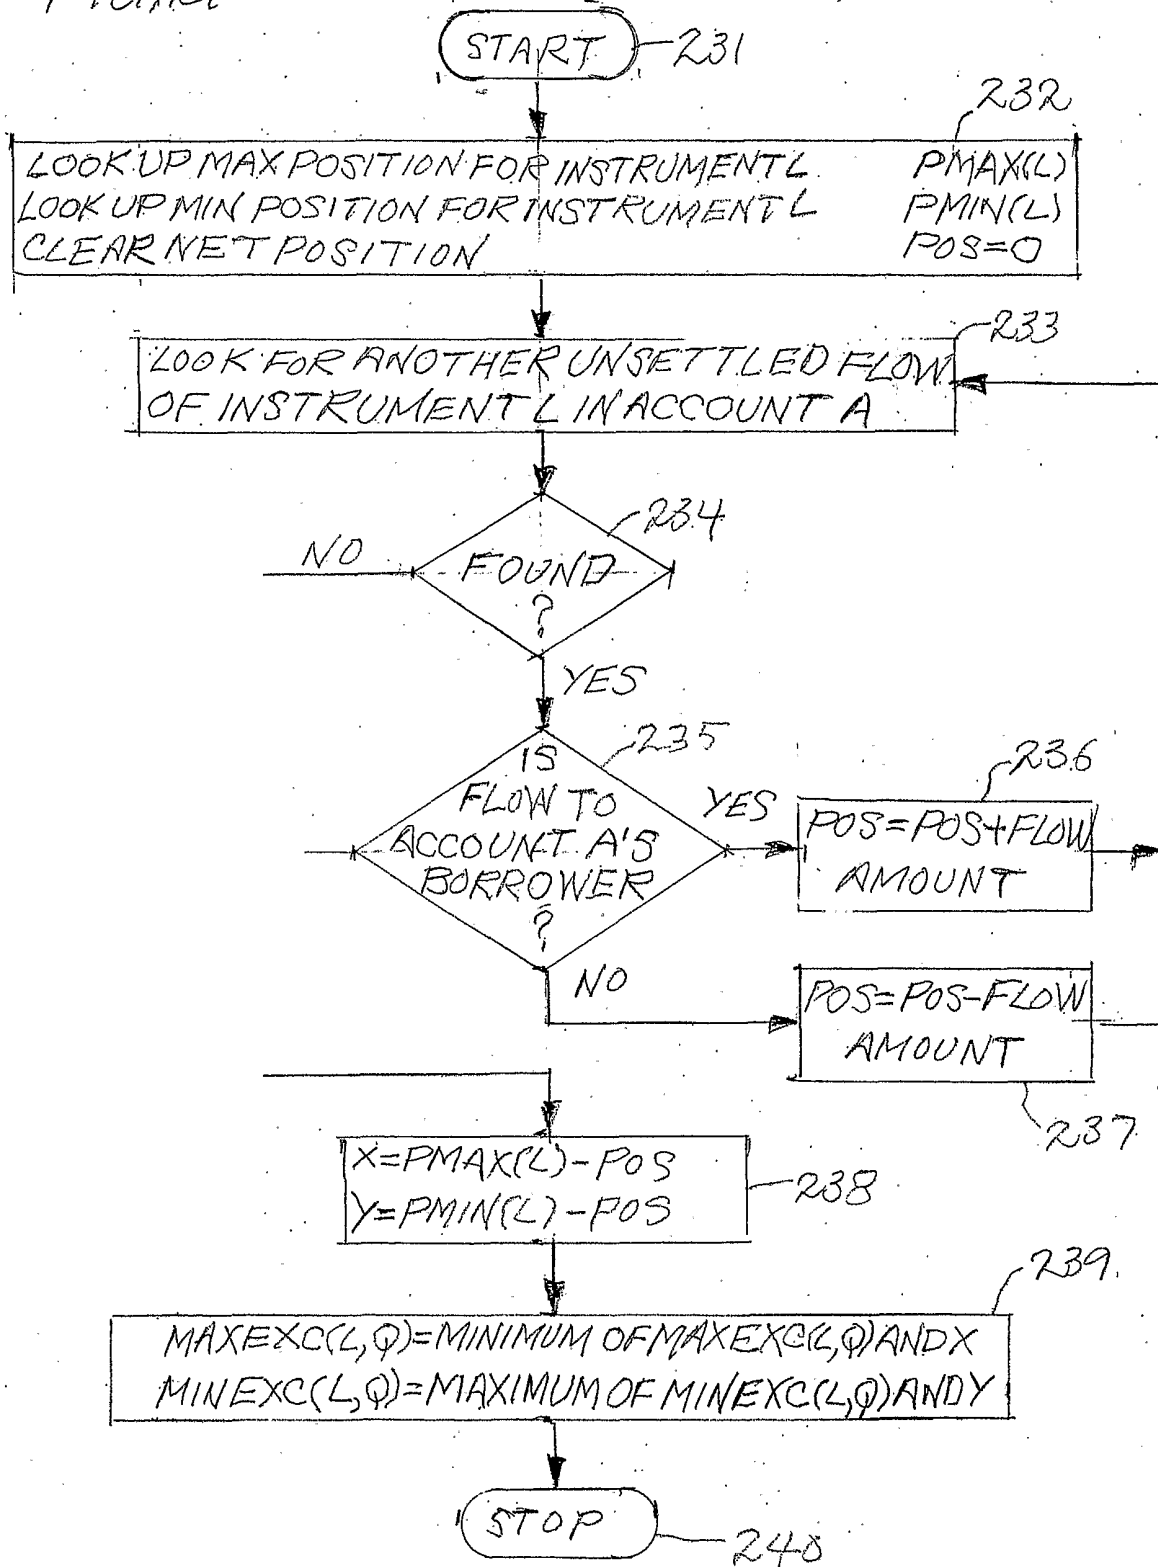 START 231
232
LOOK UP MAX POSITION FOR INSTRUMENT L PMAX(L)
LOOK UP MIN POSITION FOR INSTRUMENT L PMIN(L)
CLEAR NET POSITION POS=0
233
LOOK FOR ANOTHER UNSETTLED FLOW
OF INSTRUMENT L IN ACCOUNT A
234
NO
FOUND
?
YES
235
IS
FLOW TO
ACCOUNT A'S
BORROWER
?
YES
236
POS=POS+FLOW
AMOUNT
NO
POS=POS-FLOW
AMOUNT
237
X=PMAX(L)-POS
Y=PMIN(L)-POS
238
239
MAXEXC(L,Q)=MINIMUM OF MAXEXC(L,Q) AND X
MINEXC(L,Q)=MAXIMUM OF MINEXC(L,Q) AND Y
STOP
240